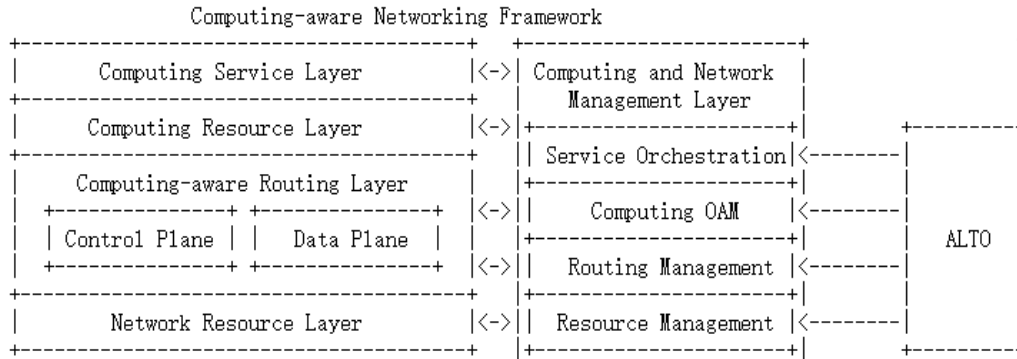 Computing-aware Networking Framework
Computing Service Layer |<->| Computing and Network
Management Layer
Computing Resource Layer |<->|
Service Orchestration|<--------|
Computing-aware Routing Layer
<->|| Computing OAM |<--------|
Control Plane | | Data Plane | ALTO
<->|| Routing Management |<--------|
Network Resource Layer |<->|| Resource Management |<--------|